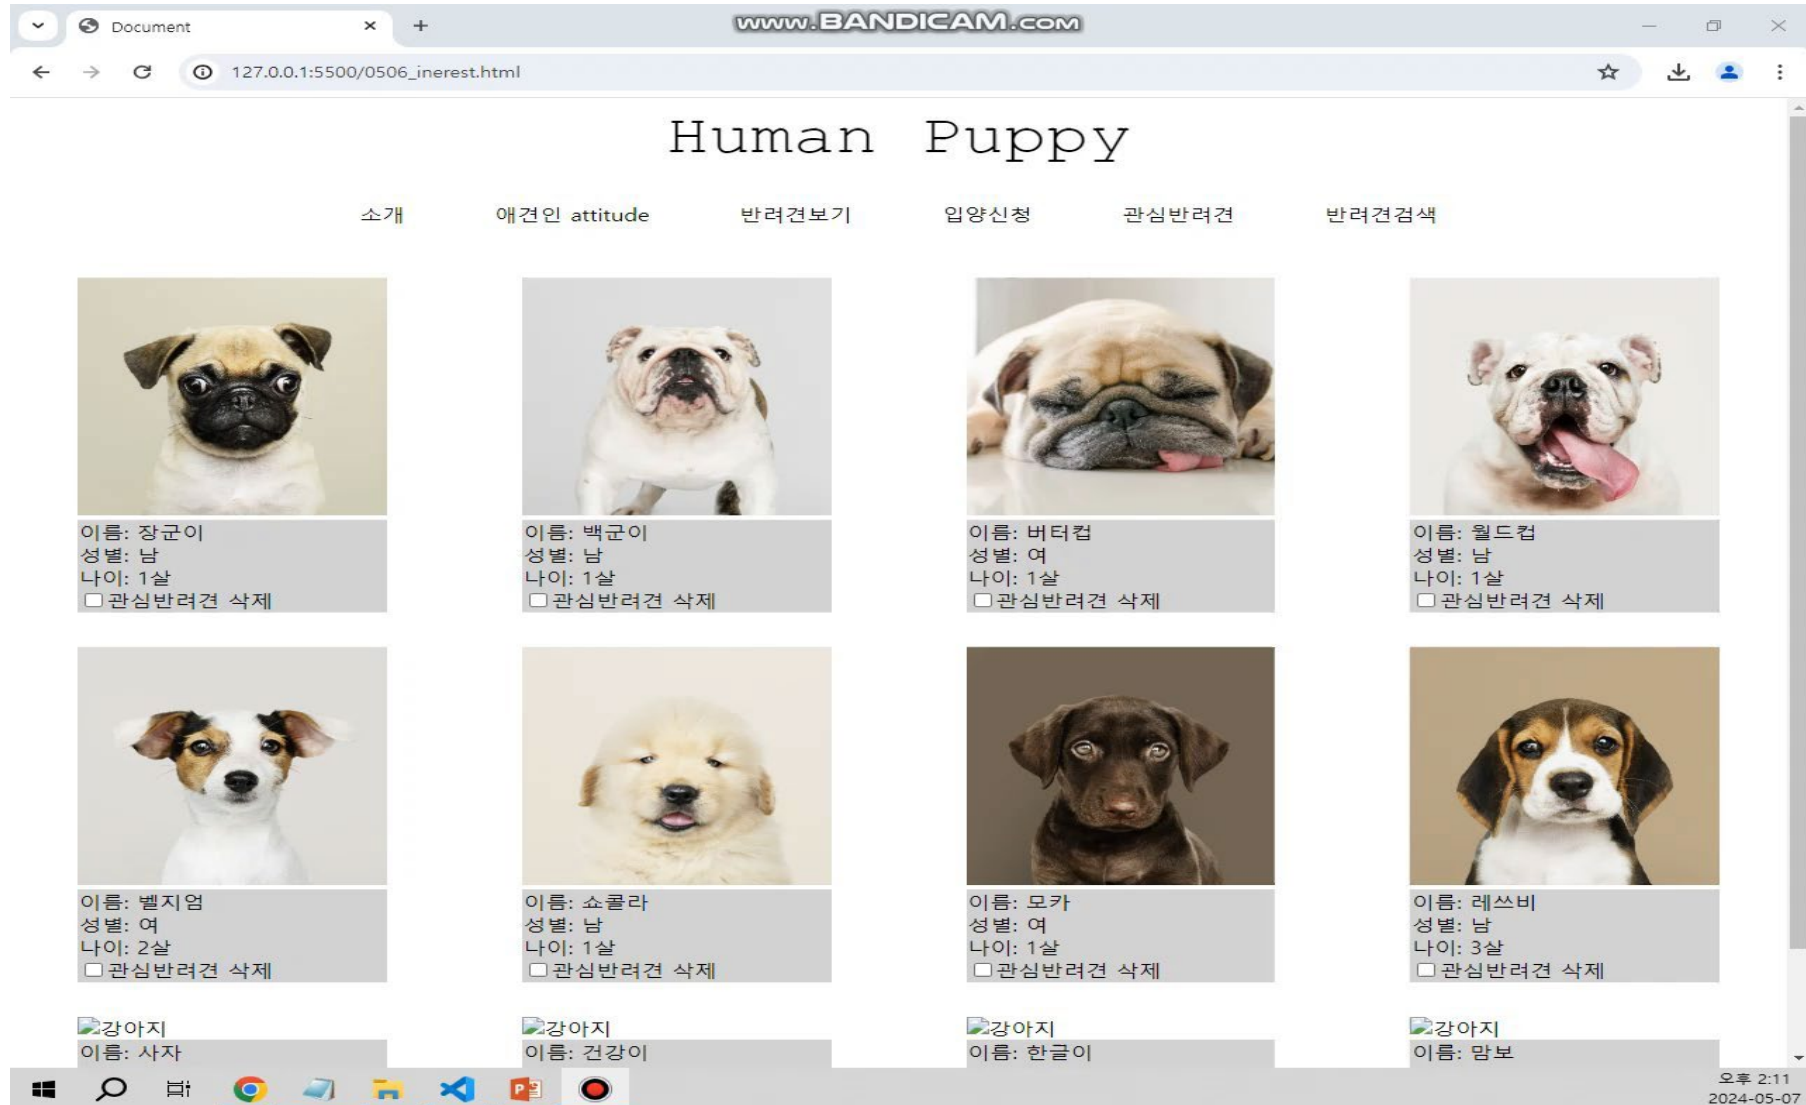 Document
www.BANDICAM.com
127.0.0.1:5500/0506_inerest.html
Human Puppy
소개 애견인 attitude 반려견보기 입양신청 관심반려견 반려견검색
이름: 장군이
성별: 남
나이: 1살
관심반려견 삭제
이름: 백군이
성별: 남
나이: 1살
관심반려견 삭제
이름: 버터컵
성별: 여
나이: 1살
관심반려견 삭제
이름: 월드컵
성별: 남
나이: 1살
관심반려견 삭제
이름: 벨지엄
성별: 여
나이: 2살
관심반려견 삭제
이름: 쇼콜라
성별: 남
나이: 1살
관심반려견 삭제
이름: 모카
성별: 여
나이: 1살
관심반려견 삭제
이름: 레쓰비
성별: 남
나이: 3살
관심반려견 삭제
강아지
이름: 사자
강아지
이름: 건강이
강아지
이름: 한글이
강아지
이름: 맘보
오후 2:11
2024-05-07